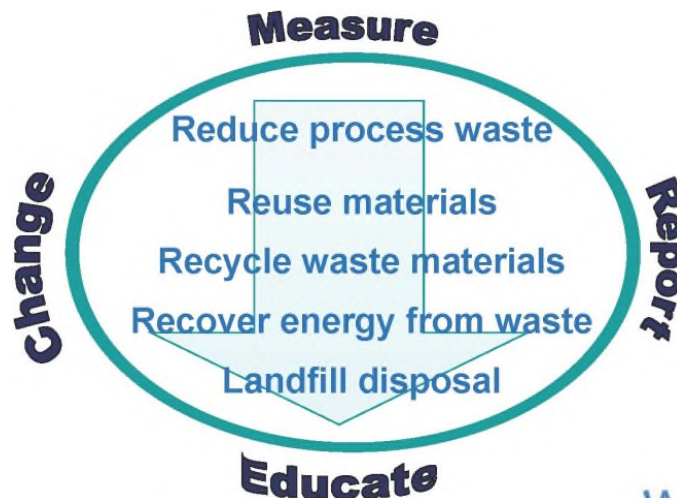 Measure
Reduce process waste
Reuse materials
Change
Report
Recycle waste materials
Recover energy from waste
Landfill disposal
Educate